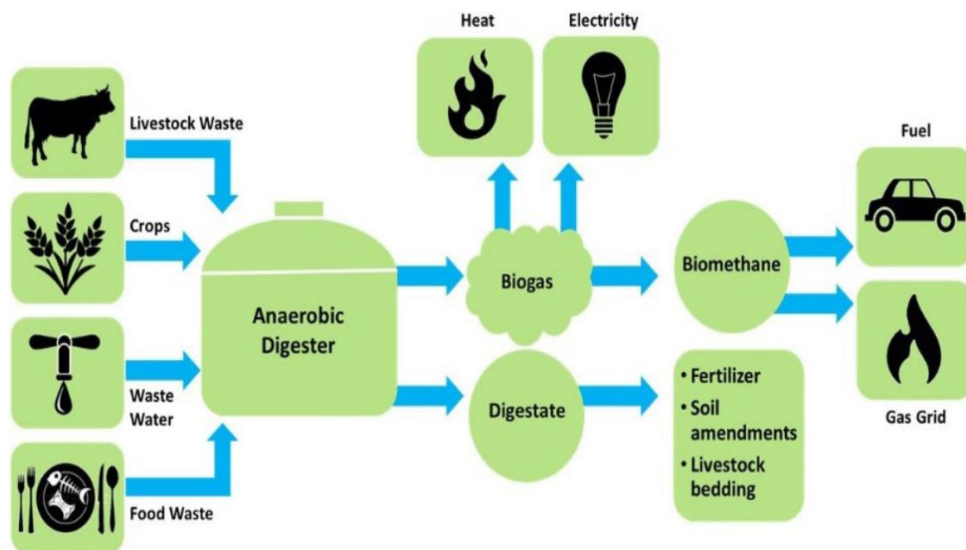 Heat
Electricity
Livestock Waste
Fuel
Crops
Anaerobic
Digester
Biogas
Biomethane
Waste
Water
Digestate
• Fertilizer
• Soil
amendments
• Livestock
bedding
Gas Grid
Food Waste